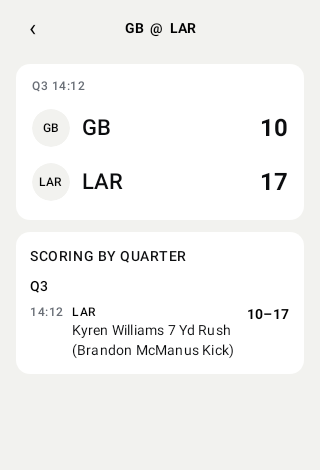 ‹ GB @ LAR
Q3 14:12
GB GB 10
LAR LAR 17
SCORING BY QUARTER
Q3
14:12 LAR 10–17
Kyren Williams 7 Yd Rush
(Brandon McManus Kick)